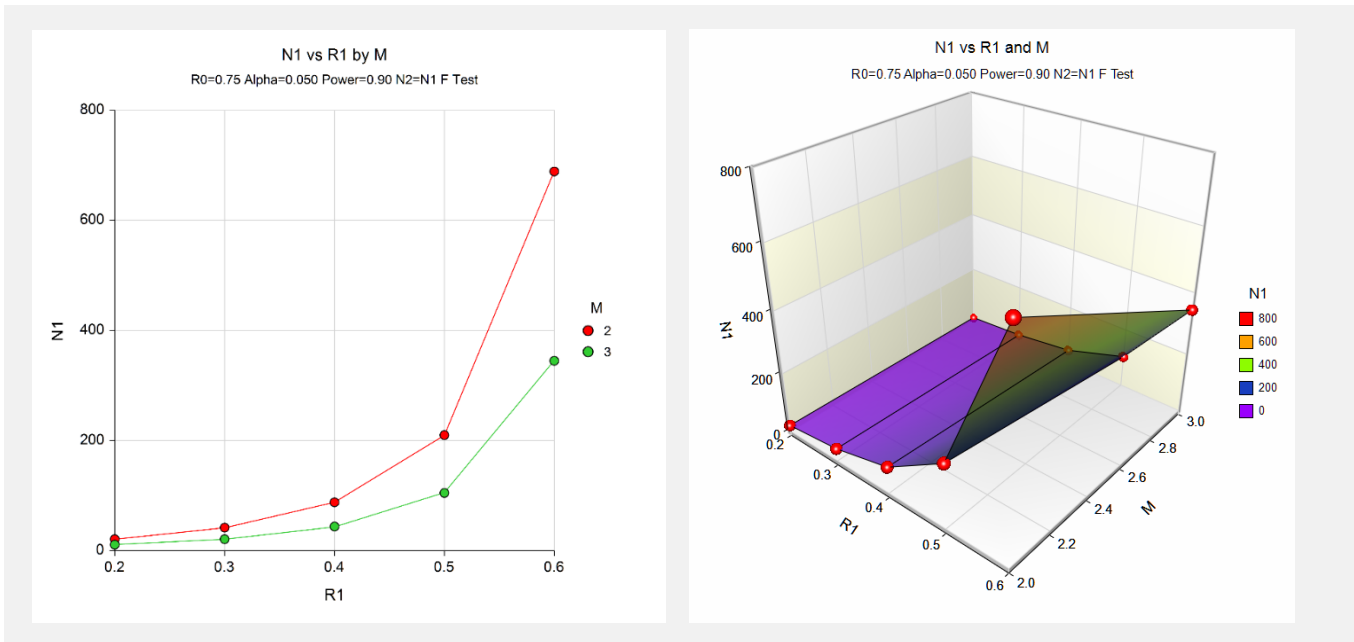 N1 vs R1 by M
R0=0.75 Alpha=0.050 Power=0.90 N2=N1 F Test
800
600
400
200
0
N1
0.2 0.3 0.4 0.5 0.6
R1
M
2
3
N1 vs R1 and M
R0=0.75 Alpha=0.050 Power=0.90 N2=N1 F Test
800
600
400
200
0
N1
0.2
0.3
0.4
0.5
0.6
R1
2.0
2.2
2.4
2.6
2.8
3.0
M
N1
800
600
400
200
0